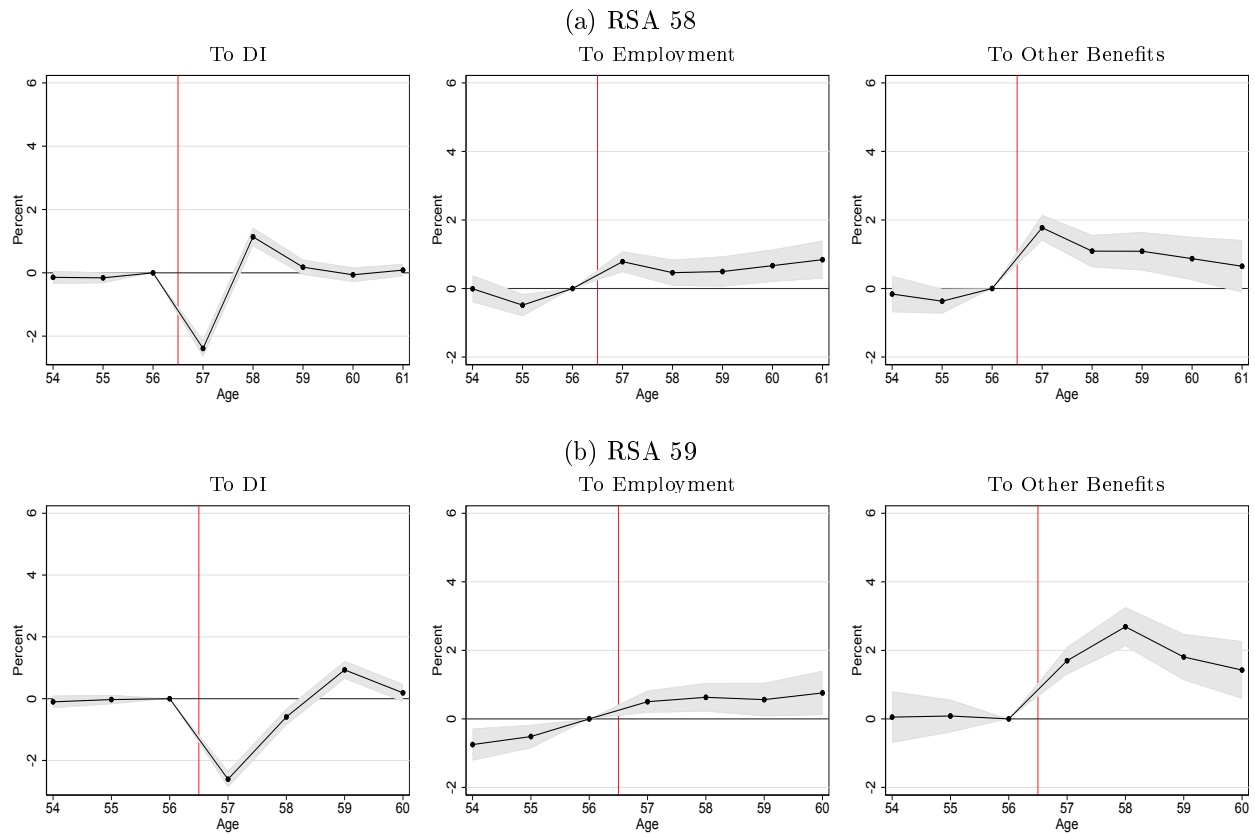 (a) RSA 58
To DI To Employment To Other Benefits
Percent Percent Percent
6 6 6
4 4 4
2 2 2
0 0 0
-2 -2 -2
54 55 56 57 58 59 60 61 54 55 56 57 58 59 60 61 54 55 56 57 58 59 60 61
Age Age Age
(b) RSA 59
To DI To Employment To Other Benefits
Percent Percent Percent
6 6 6
4 4 4
2 2 2
0 0 0
-2 -2 -2
54 55 56 57 58 59 60 54 55 56 57 58 59 60 54 55 56 57 58 59 60
Age Age Age